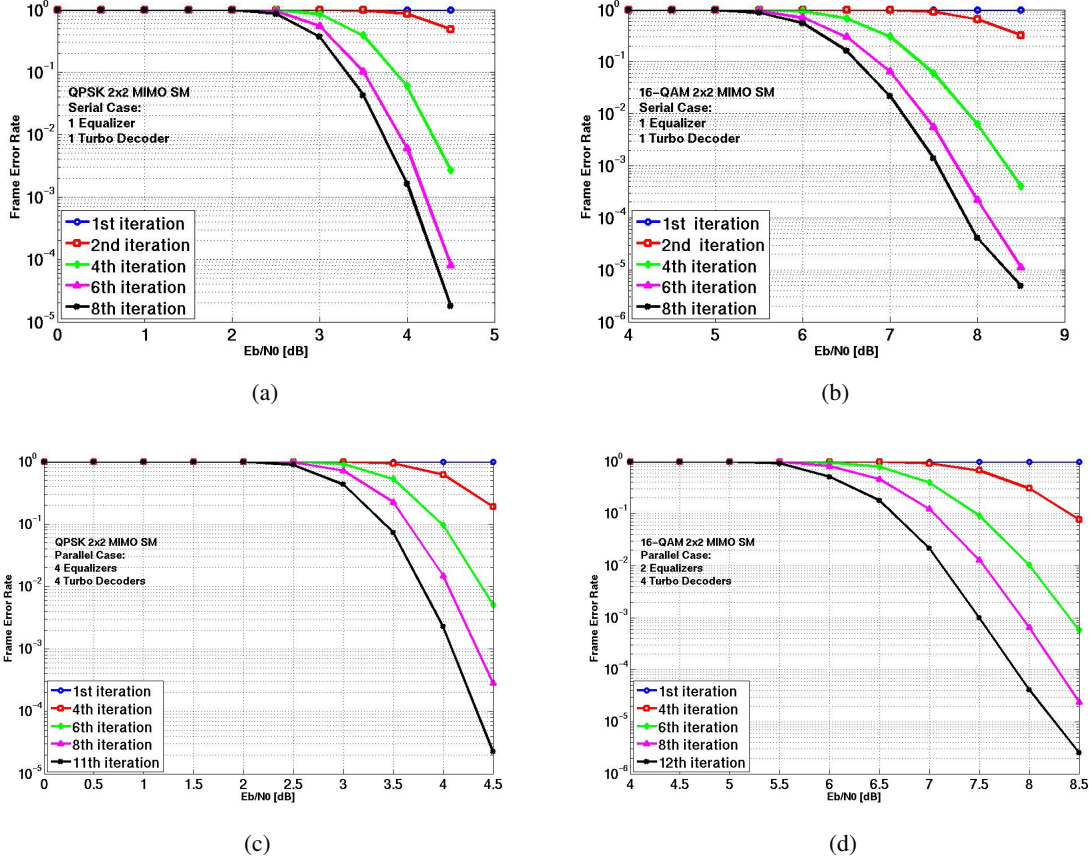 10^0
10^-1
10^-2
10^-3
10^-4
10^-5
Frame Error Rate
QPSK 2x2 MIMO SM
Serial Case:
1 Equalizer
1 Turbo Decoder
1st iteration
2nd iteration
4th iteration
6th iteration
8th iteration
0 1 2 3 4 5
Eb/N0 [dB]
(a)
10^0
10^-1
10^-2
10^-3
10^-4
10^-5
10^-6
Frame Error Rate
16-QAM 2x2 MIMO SM
Serial Case:
1 Equalizer
1 Turbo Decoder
1st iteration
2nd iteration
4th iteration
6th iteration
8th iteration
4 5 6 7 8 9
Eb/N0 [dB]
(b)
10^0
10^-1
10^-2
10^-3
10^-4
10^-5
Frame Error Rate
QPSK 2x2 MIMO SM
Parallel Case:
4 Equalizers
4 Turbo Decoders
1st iteration
4th iteration
6th iteration
8th iteration
11th iteration
0 0.5 1 1.5 2 2.5 3 3.5 4 4.5
Eb/N0 [dB]
(c)
10^0
10^-1
10^-2
10^-3
10^-4
10^-5
10^-6
Frame Error Rate
16-QAM 2x2 MIMO SM
Parallel Case:
2 Equalizers
4 Turbo Decoders
1st iteration
4th iteration
6th iteration
8th iteration
12th iteration
4 4.5 5 5.5 6 6.5 7 7.5 8 8.5
Eb/N0 [dB]
(d)